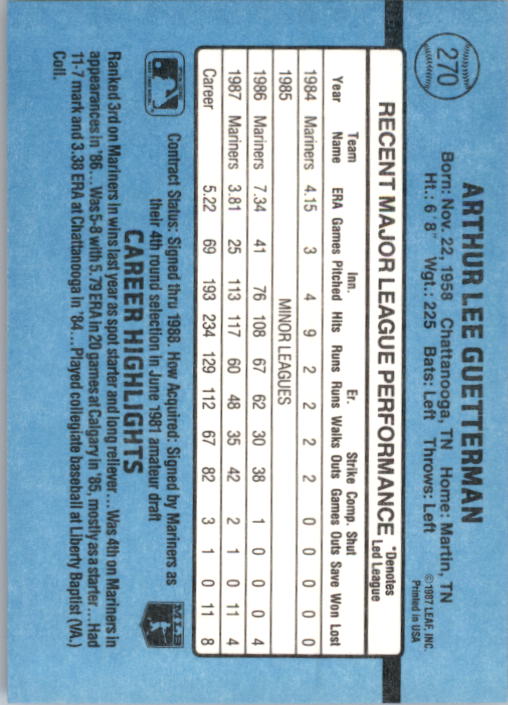 270
ARTHUR LEE GUETTERMAN
Born: Nov. 22, 1958 Chattanooga, TN Home: Martin, TN
Ht.: 6' 8" Wgt.: 225 Bats: Left Throws: Left
©1987 LEAF, INC.
Printed in USA
RECENT MAJOR LEAGUE PERFORMANCE
*Denotes
Led League
Team Inn. Er. Strike Comp. Shut
Year Name ERA Games Pitched Hits Runs Runs Walks Outs Games Outs Save Won Lost
1984 Mariners 4.15 3 4 9 2 2 2 2 0 0 0 0 0
1985 MINOR LEAGUES
1986 Mariners 7.34 41 76 108 67 62 30 38 1 0 0 0 4
1987 Mariners 3.81 25 113 117 60 48 35 42 2 1 0 11 4
Career 5.22 69 193 234 129 112 67 82 3 1 0 11 8
Contract Status: Signed thru 1988. How Acquired: Signed by Mariners as
their 4th round selection in June 1981 amateur draft
MLB
CAREER HIGHLIGHTS
Ranked 3rd on Mariners in wins last year as spot starter and long reliever... Was 4th on Mariners in
appearances in '86... Was 5-8 with 5.79 ERA in 20 games at Calgary in '85, mostly as a starter... Had
11-7 mark and 3.38 ERA at Chattanooga in '84... Played collegiate baseball at Liberty Baptist (VA.)
Coll.